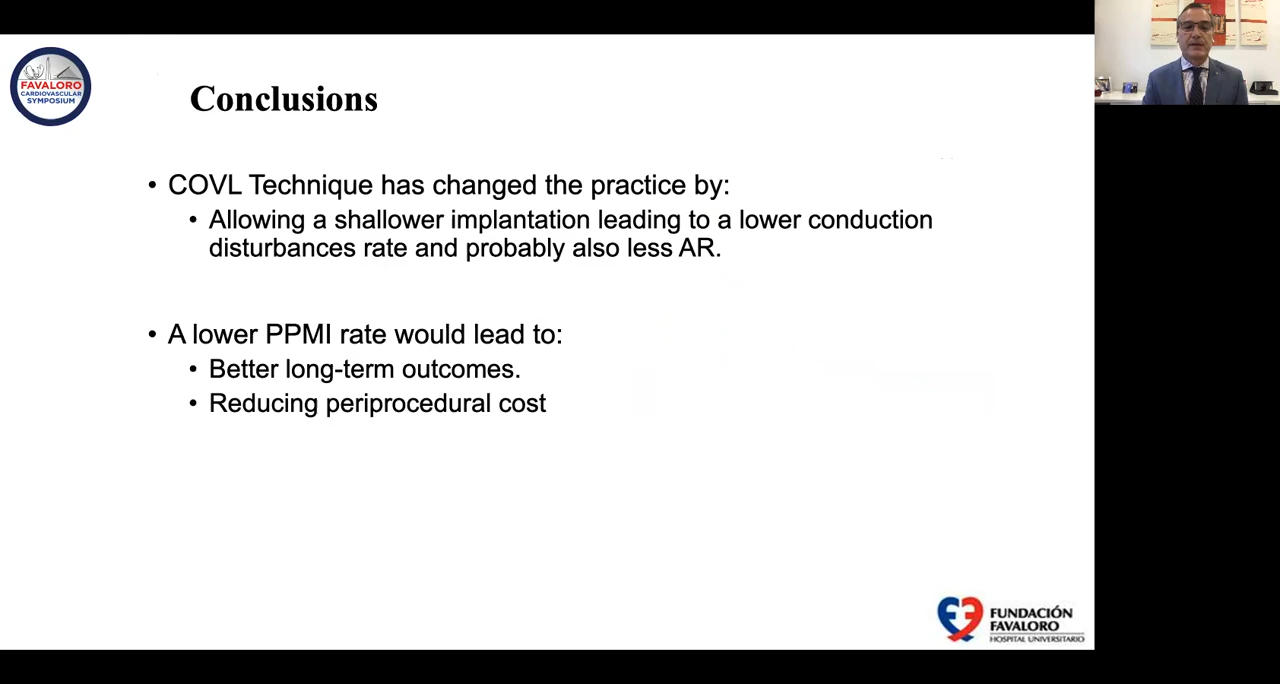 FAVALORO
CARDIOVASCULAR
SYMPOSIUM
Conclusions
• COVL Technique has changed the practice by:
• Allowing a shallower implantation leading to a lower conduction
disturbances rate and probably also less AR.
• A lower PPMI rate would lead to:
• Better long-term outcomes.
• Reducing periprocedural cost
FUNDACIÓN
FAVALORO
HOSPITAL UNIVERSITARIO